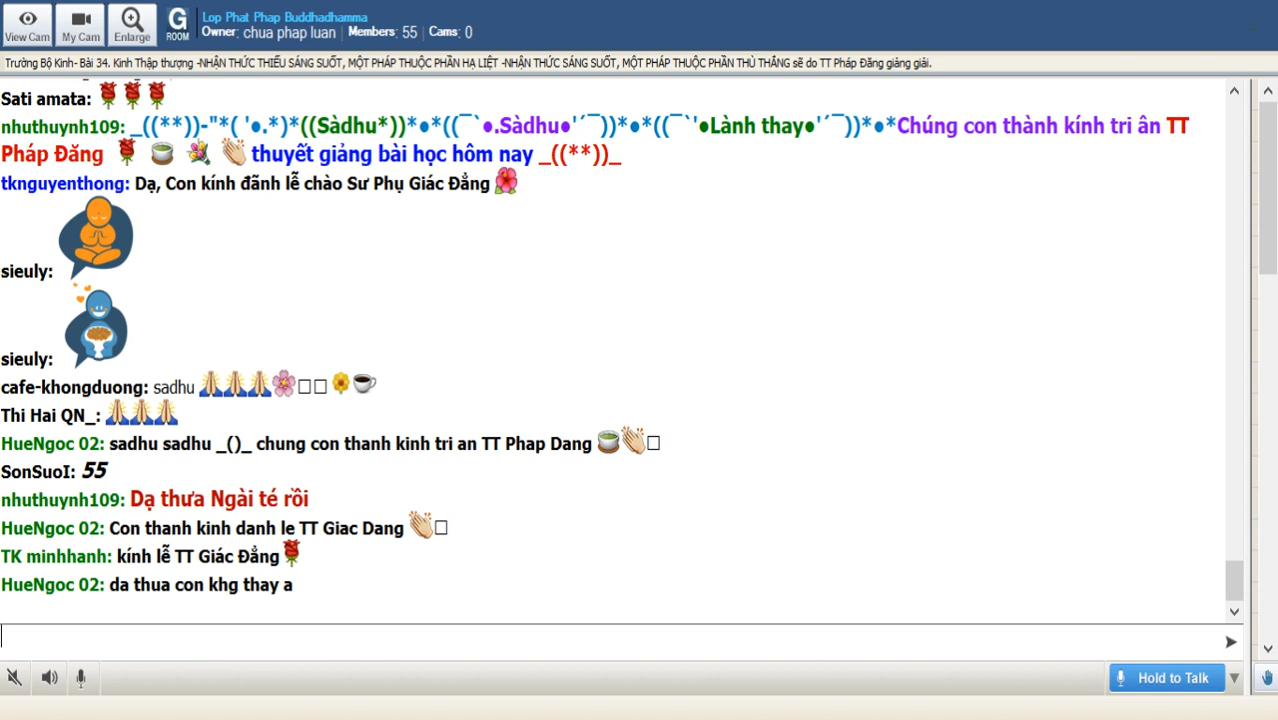 Lop Phat Phap Buddhadhamma
Owner: chua phap luan | Members: 55 | Cams: 0
View Cam My Cam Enlarge G ROOM
Trường Bộ Kinh- Bài 34. Kinh Thập thượng -NHẬN THỨC THIẾU SÁNG SUỐT, MỘT PHÁP THUỘC PHẦN HẠ LIỆT -NHẬN THỨC SÁNG SUỐT, MỘT PHÁP THUỘC PHẦN THÙ THẮNG sẽ do TT Pháp Đăng giảng giải.
Sati amata: 🌹🌹🌹
nhuthuynh109: _((**))-"*( '●.*)*((Sàdhu*))*●*((¯`●.Sàdhu●'´¯))*●*((¯`'●Lành thay●'´¯))*●*Chúng con thành kính tri ân TT
Pháp Đăng 🌹 🍵 💐 👏 thuyết giảng bài học hôm nay _((**))_
tknguyenthong: Dạ, Con kính đãnh lễ chào Sư Phụ Giác Đẳng 🌺
sieuly:
sieuly:
cafe-khongduong: sadhu 🙏🙏🙏🌸□□ 🌼☕
Thi Hai QN_: 🙏🙏🙏
HueNgoc 02: sadhu sadhu _()_ chung con thanh kinh tri an TT Phap Dang 🍵👏□
SonSuoI: 55
nhuthuynh109: Dạ thưa Ngài té rồi
HueNgoc 02: Con thanh kinh danh le TT Giac Dang 👏□
TK minhhanh: kính lễ TT Giác Đẳng🌹
HueNgoc 02: da thua con khg thay a
Hold to Talk